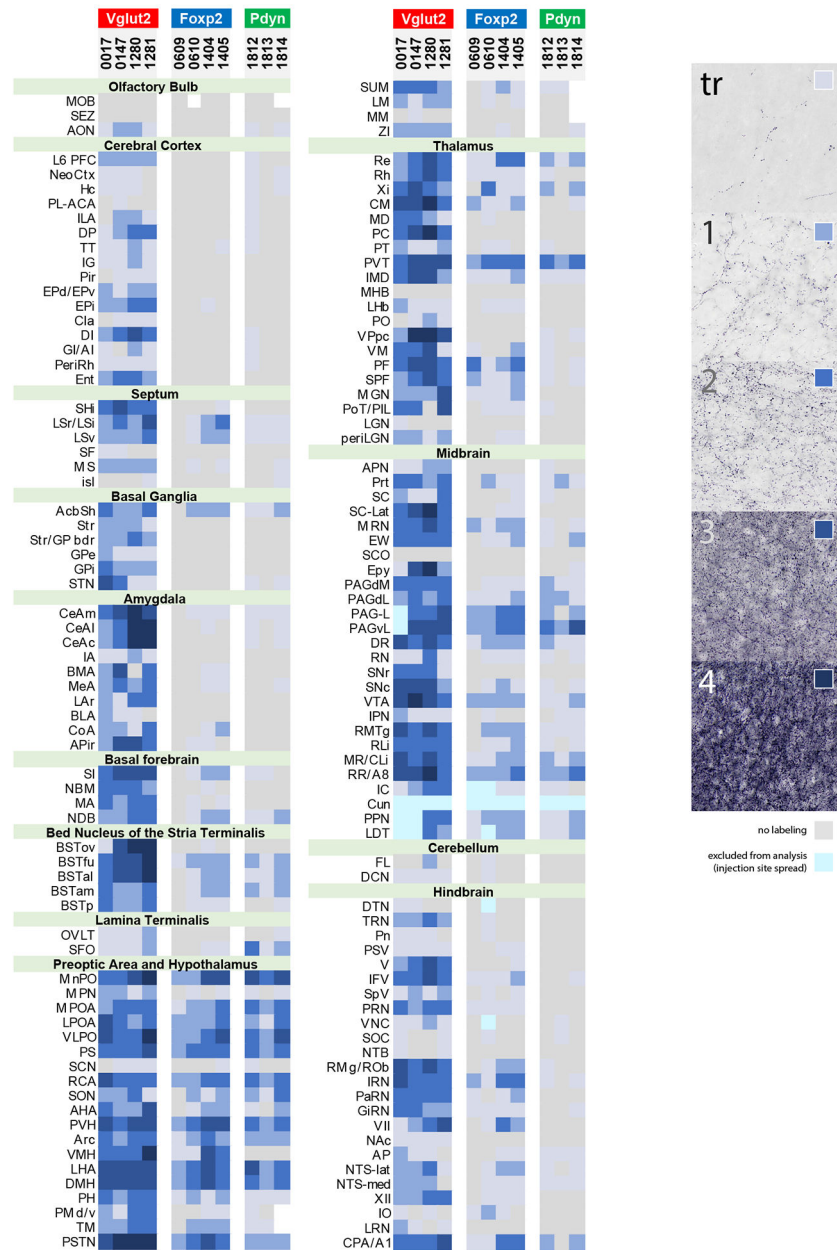 Vglut2 Foxp2 Pdyn
0017 0147 1280 1281 0609 0610 1404 1405 1812 1813 1814
Olfactory Bulb
MOB
SEZ
AON
Cerebral Cortex
L6 PFC
NeoCtx
Hc
PL-ACA
ILA
DP
TT
IG
Pir
EPd/EPv
EPi
Cla
DI
GI/AI
PeriRh
Ent
Septum
SHi
LSr/LSi
LSv
SF
MS
isl
Basal Ganglia
AcbSh
Str
Str/GP bdr
GPe
GPi
STN
Amygdala
CeAm
CeAl
CeAc
IA
BMA
MeA
LAr
BLA
CoA
APir
Basal forebrain
SI
NBM
MA
NDB
Bed Nucleus of the Stria Terminalis
BSTov
BSTfu
BSTal
BSTam
BSTp
Lamina Terminalis
OVLT
SFO
Preoptic Area and Hypothalamus
MnPO
MPN
MPOA
LPOA
VLPO
PS
SCN
RCA
SON
AHA
PVH
Arc
VMH
LHA
DMH
PH
PMd/v
TM
PSTN
Vglut2 Foxp2 Pdyn
0017 0147 1280 1281 0609 0610 1404 1405 1812 1813 1814
SUM
LM
MM
ZI
Thalamus
Re
Rh
Xi
CM
MD
PC
PT
PVT
IMD
MHB
LHb
PO
VPpc
VM
PF
SPF
MGN
PoT/PIL
LGN
periLGN
Midbrain
APN
Prt
SC
SC-Lat
MRN
EW
SCO
Epy
PAGdM
PAGdL
PAG-L
PAGvL
DR
RN
SNr
SNc
VTA
IPN
RMTg
RLi
MR/CLi
RR/A8
IC
Cun
PPN
LDT
Cerebellum
FL
DCN
Hindbrain
DTN
TRN
Pn
PSV
V
IFV
SpV
PRN
VNC
SOC
NTB
RMg/ROb
IRN
PaRN
GiRN
VII
NAc
AP
NTS-lat
NTS-med
XII
IO
LRN
CPA/A1
tr
1
2
3
4
no labeling
excluded from analysis
(injection site spread)